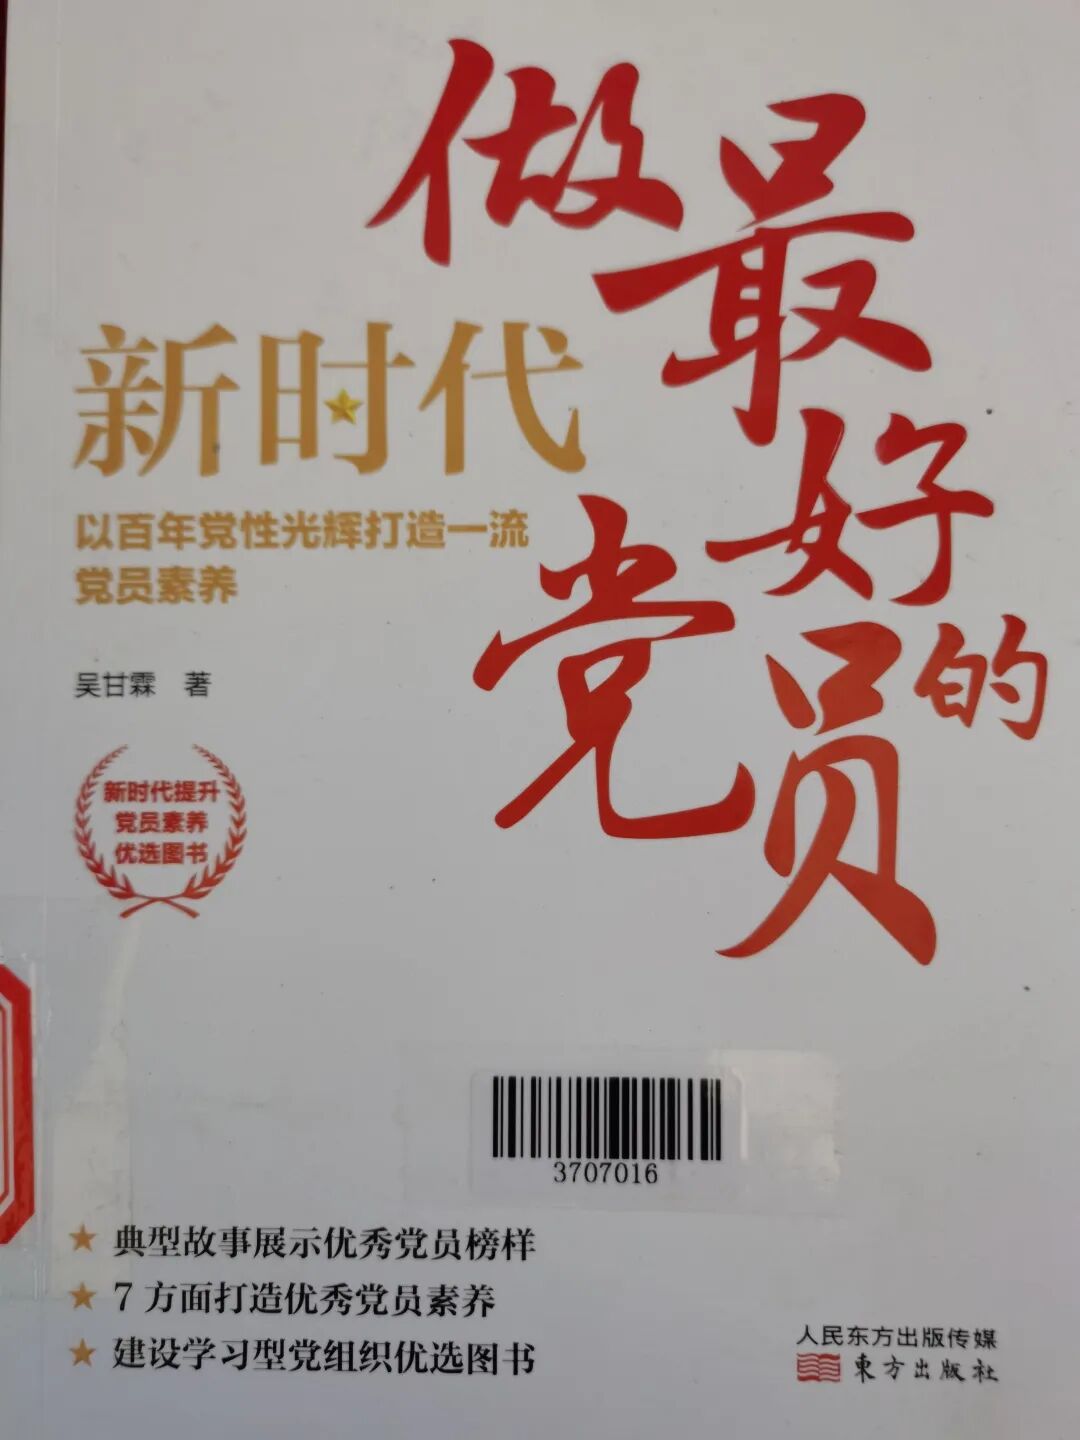 新时代
做最好的党员
以百年党性光辉打造一流
党员素养
吴甘霖 著
新时代提升
党员素养
优选图书
3707016
★ 典型故事展示优秀党员榜样
★ 7 方面打造优秀党员素养
★ 建设学习型党组织优选图书
人民东方出版传媒
東方出版社